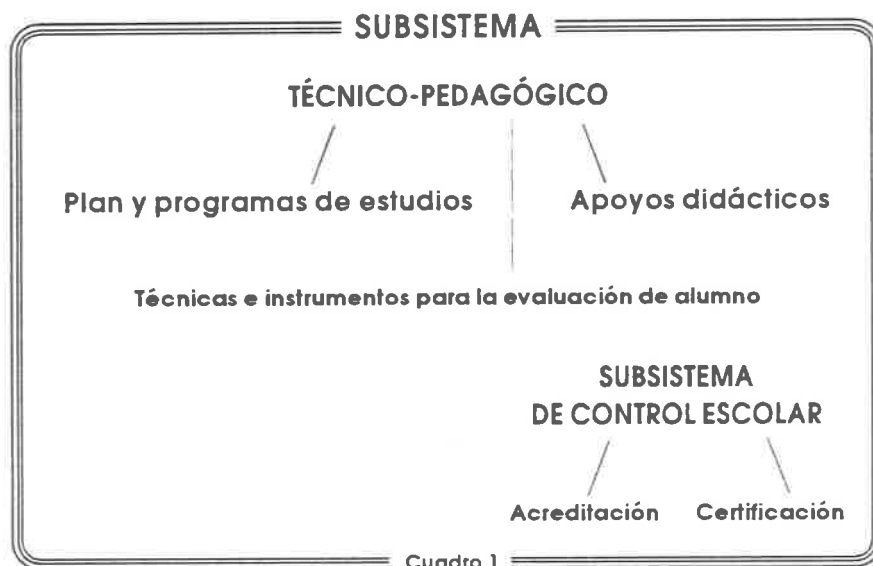 SUBSISTEMA
TÉCNICO-PEDAGÓGICO
Plan y programas de estudios
Apoyos didácticos
Técnicas e instrumentos para la evaluación de alumno
SUBSISTEMA
DE CONTROL ESCOLAR
Acreditación
Certificación
Cuadro 1